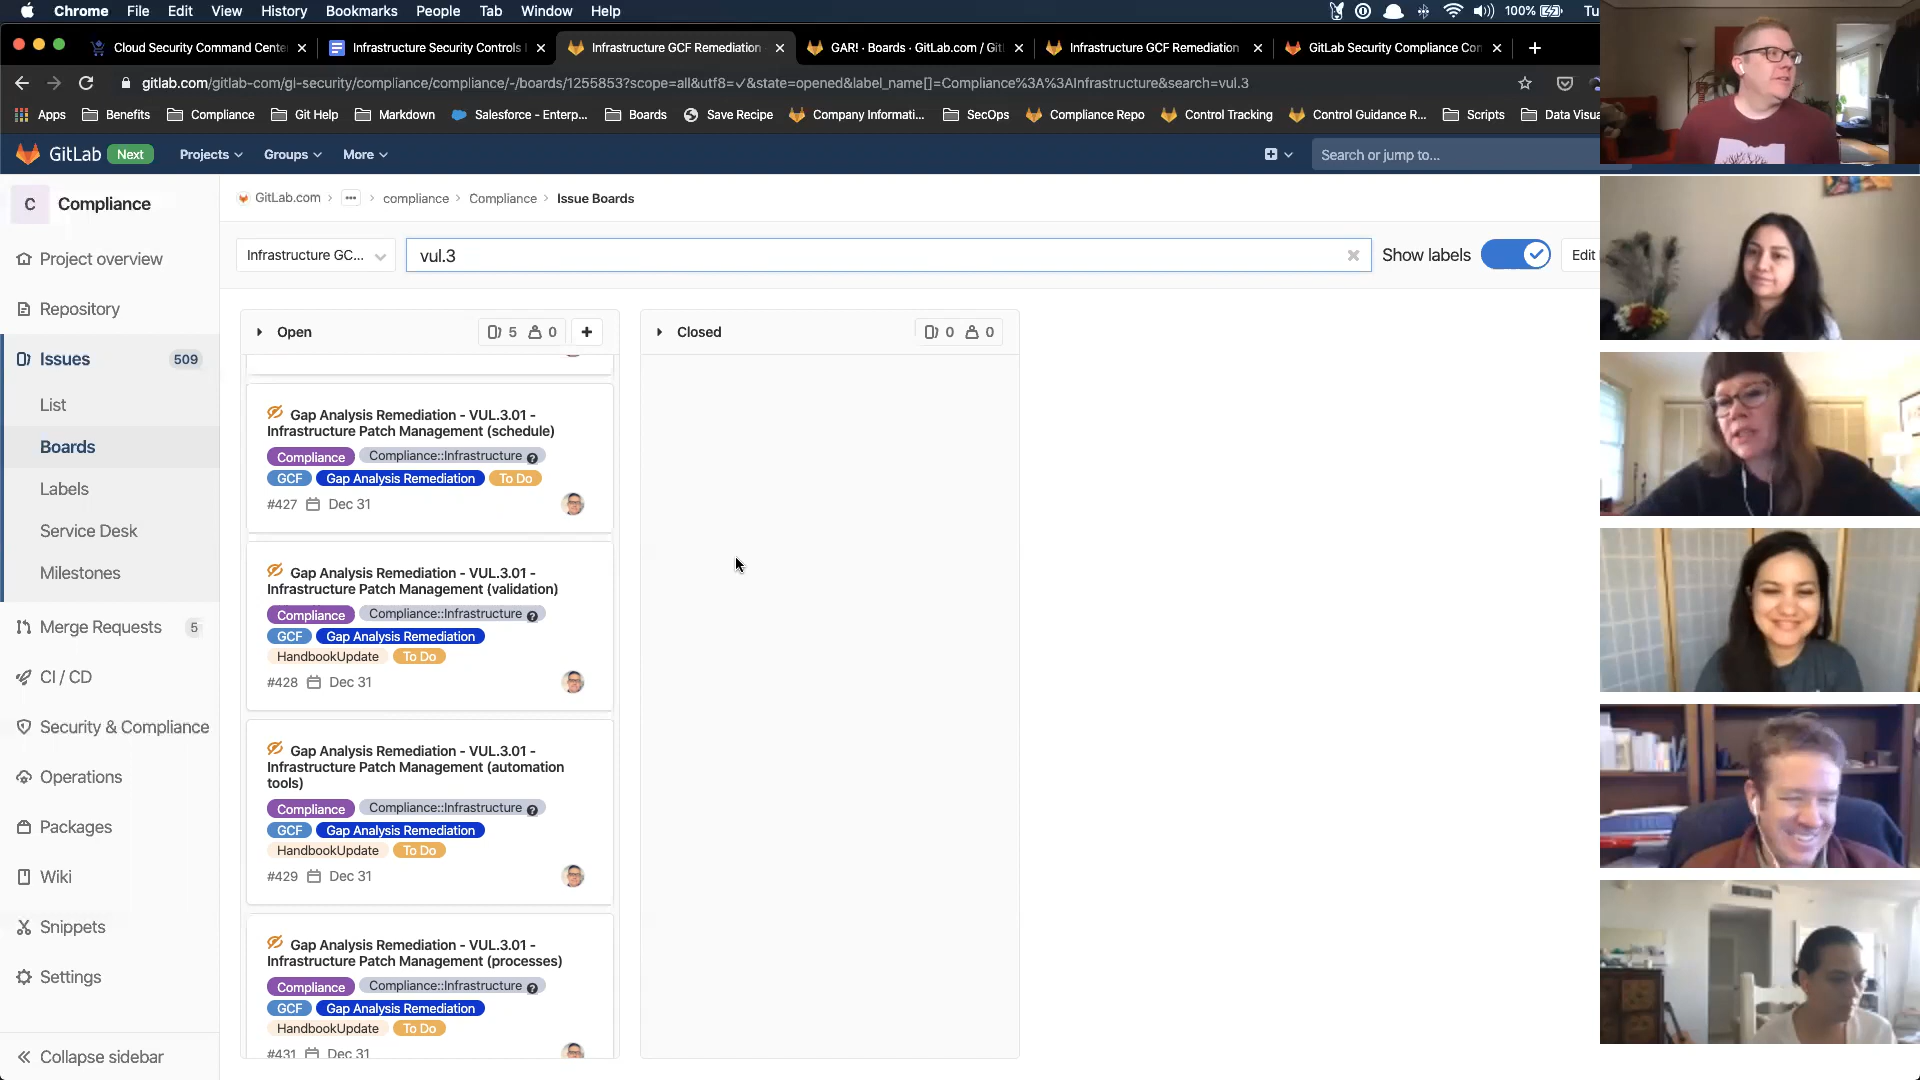 Chrome File Edit View History Bookmarks People Tab Window Help 100% Tu
Cloud Security Command Cente Infrastructure Security Controls Infrastructure GCF Remediation GAR! · Boards · GitLab.com / Git Infrastructure GCF Remediation GitLab Security Compliance Con
gitlab.com/gitlab-com/gl-security/compliance/compliance/-/boards/1255853?scope=all&utf8=✓&state=opened&label_name[]=Compliance%3A%3AInfrastructure&search=vul.3
Apps Benefits Compliance Git Help Markdown Salesforce - Enterp... Boards Save Recipe Company Informati... SecOps Compliance Repo Control Tracking Control Guidance R... Scripts Data Visua
GitLab Next Projects Groups More Search or jump to...
C Compliance
GitLab.com › ... › compliance › Compliance › Issue Boards
Infrastructure GC... vul.3 Show labels Edit
Project overview
Repository
Issues 509
List
Boards
Labels
Service Desk
Milestones
Merge Requests 5
CI / CD
Security & Compliance
Operations
Packages
Wiki
Snippets
Settings
Collapse sidebar
Open 5 0 +
Gap Analysis Remediation - VUL.3.01 -
Infrastructure Patch Management (schedule)
Compliance Compliance::Infrastructure ?
GCF Gap Analysis Remediation To Do
#427 Dec 31
Gap Analysis Remediation - VUL.3.01 -
Infrastructure Patch Management (validation)
Compliance Compliance::Infrastructure ?
GCF Gap Analysis Remediation
HandbookUpdate To Do
#428 Dec 31
Gap Analysis Remediation - VUL.3.01 -
Infrastructure Patch Management (automation
tools)
Compliance Compliance::Infrastructure ?
GCF Gap Analysis Remediation
HandbookUpdate To Do
#429 Dec 31
Gap Analysis Remediation - VUL.3.01 -
Infrastructure Patch Management (processes)
Compliance Compliance::Infrastructure ?
GCF Gap Analysis Remediation
HandbookUpdate To Do
#431 Dec 31
Closed 0 0